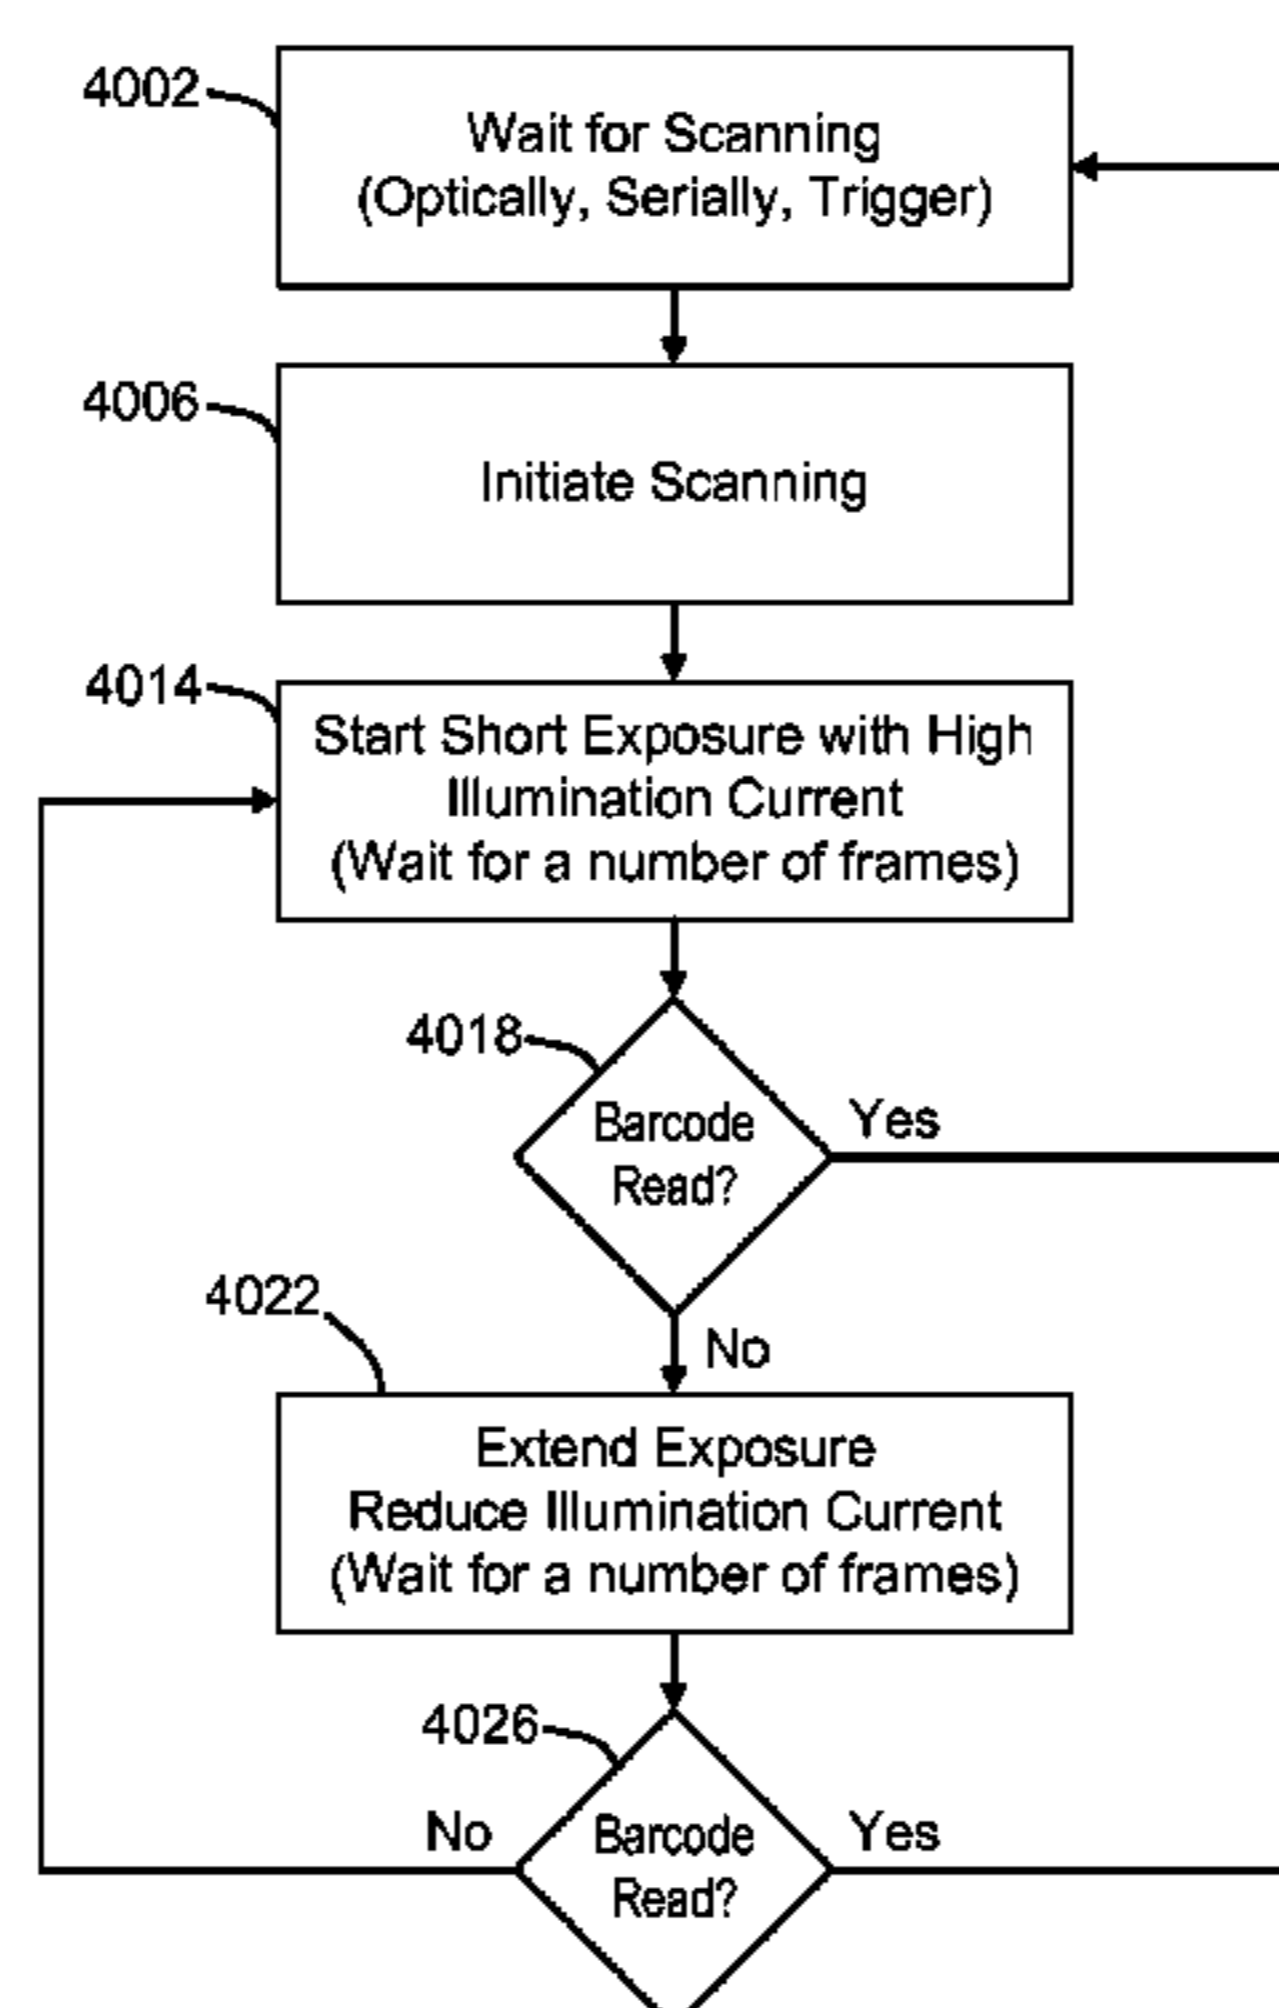 4002
Wait for Scanning
(Optically, Serially, Trigger)
4006
Initiate Scanning
4014
Start Short Exposure with High
Illumination Current
(Wait for a number of frames)
4018
Barcode
Read?
Yes
No
4022
Extend Exposure
Reduce Illumination Current
(Wait for a number of frames)
4026
Barcode
Read?
No
Yes